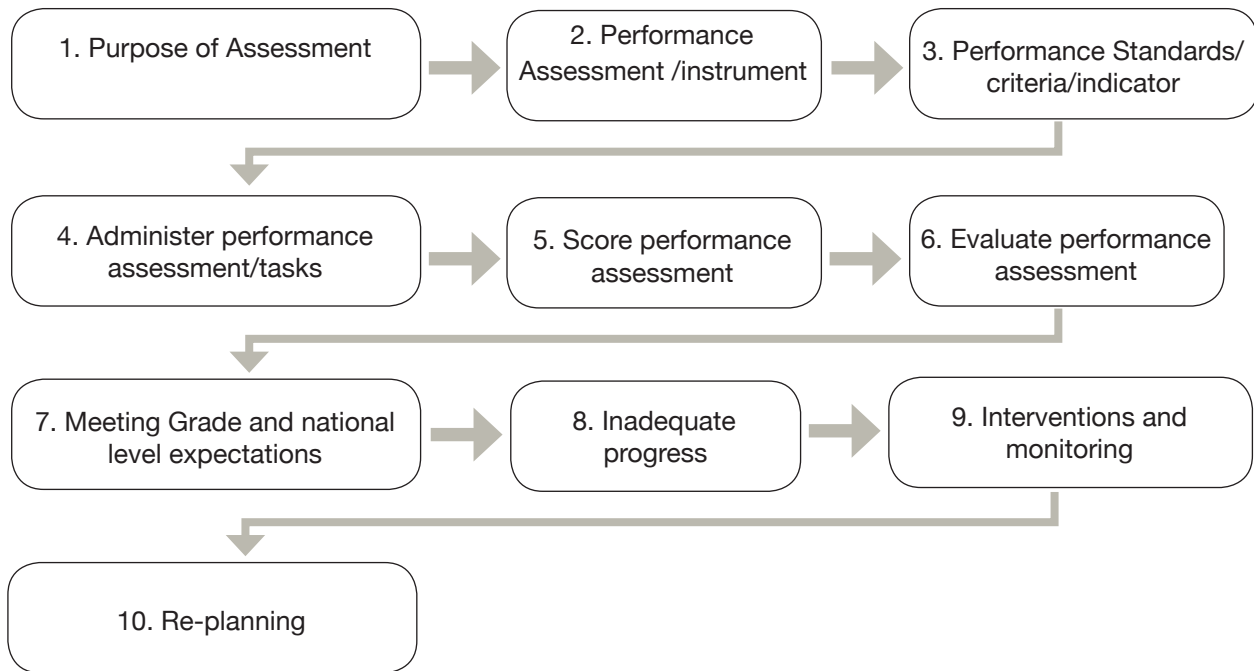 1. Purpose of Assessment
2. Performance
Assessment /instrument
3. Performance Standards/
criteria/indicator
4. Administer performance
assessment/tasks
5. Score performance
assessment
6. Evaluate performance
assessment
7. Meeting Grade and national
level expectations
8. Inadequate
progress
9. Interventions and
monitoring
10. Re-planning